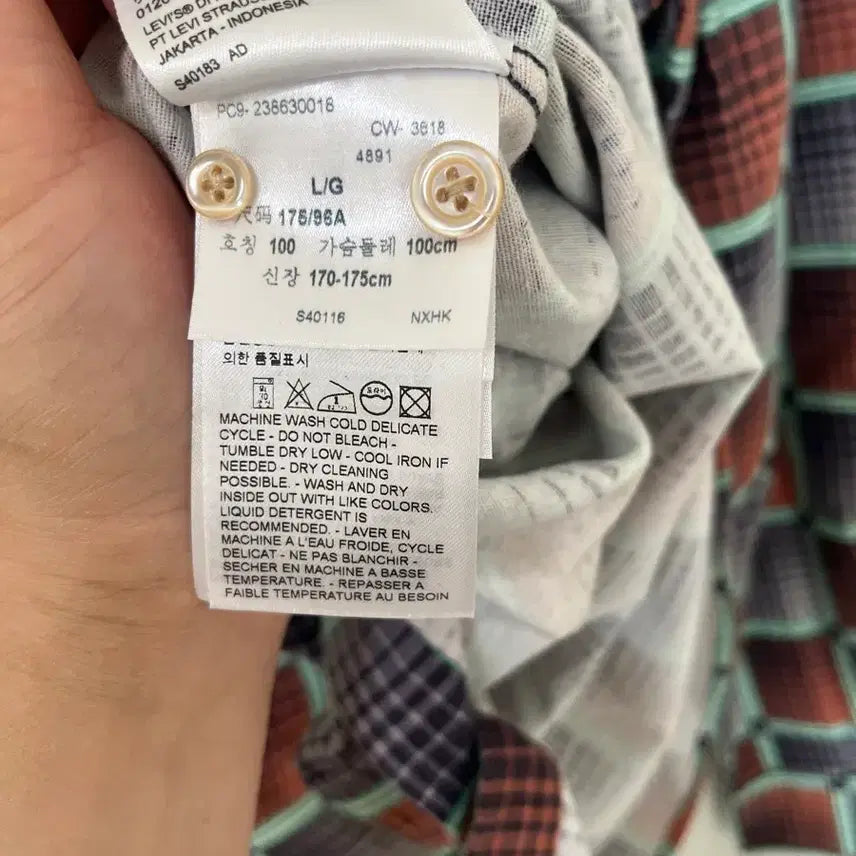 LEVI'S®
PT LEVI STRAUSS
JAKARTA - INDONESIA
S40183 AD
PC9- 238630018
CW- 3818
4891
L/G
尺码 176/96A
호칭 100 가슴둘레 100cm
신장 170-175cm
S40116 NXHK
의한 품질표시
MACHINE WASH COLD DELICATE
CYCLE - DO NOT BLEACH -
TUMBLE DRY LOW - COOL IRON IF
NEEDED - DRY CLEANING
POSSIBLE. - WASH AND DRY
INSIDE OUT WITH LIKE COLORS.
LIQUID DETERGENT IS
RECOMMENDED. - LAVER EN
MACHINE A L'EAU FROIDE, CYCLE
DELICAT - NE PAS BLANCHIR -
SECHER EN MACHINE A BASSE
TEMPERATURE. - REPASSER A
FAIBLE TEMPERATURE AU BESOIN